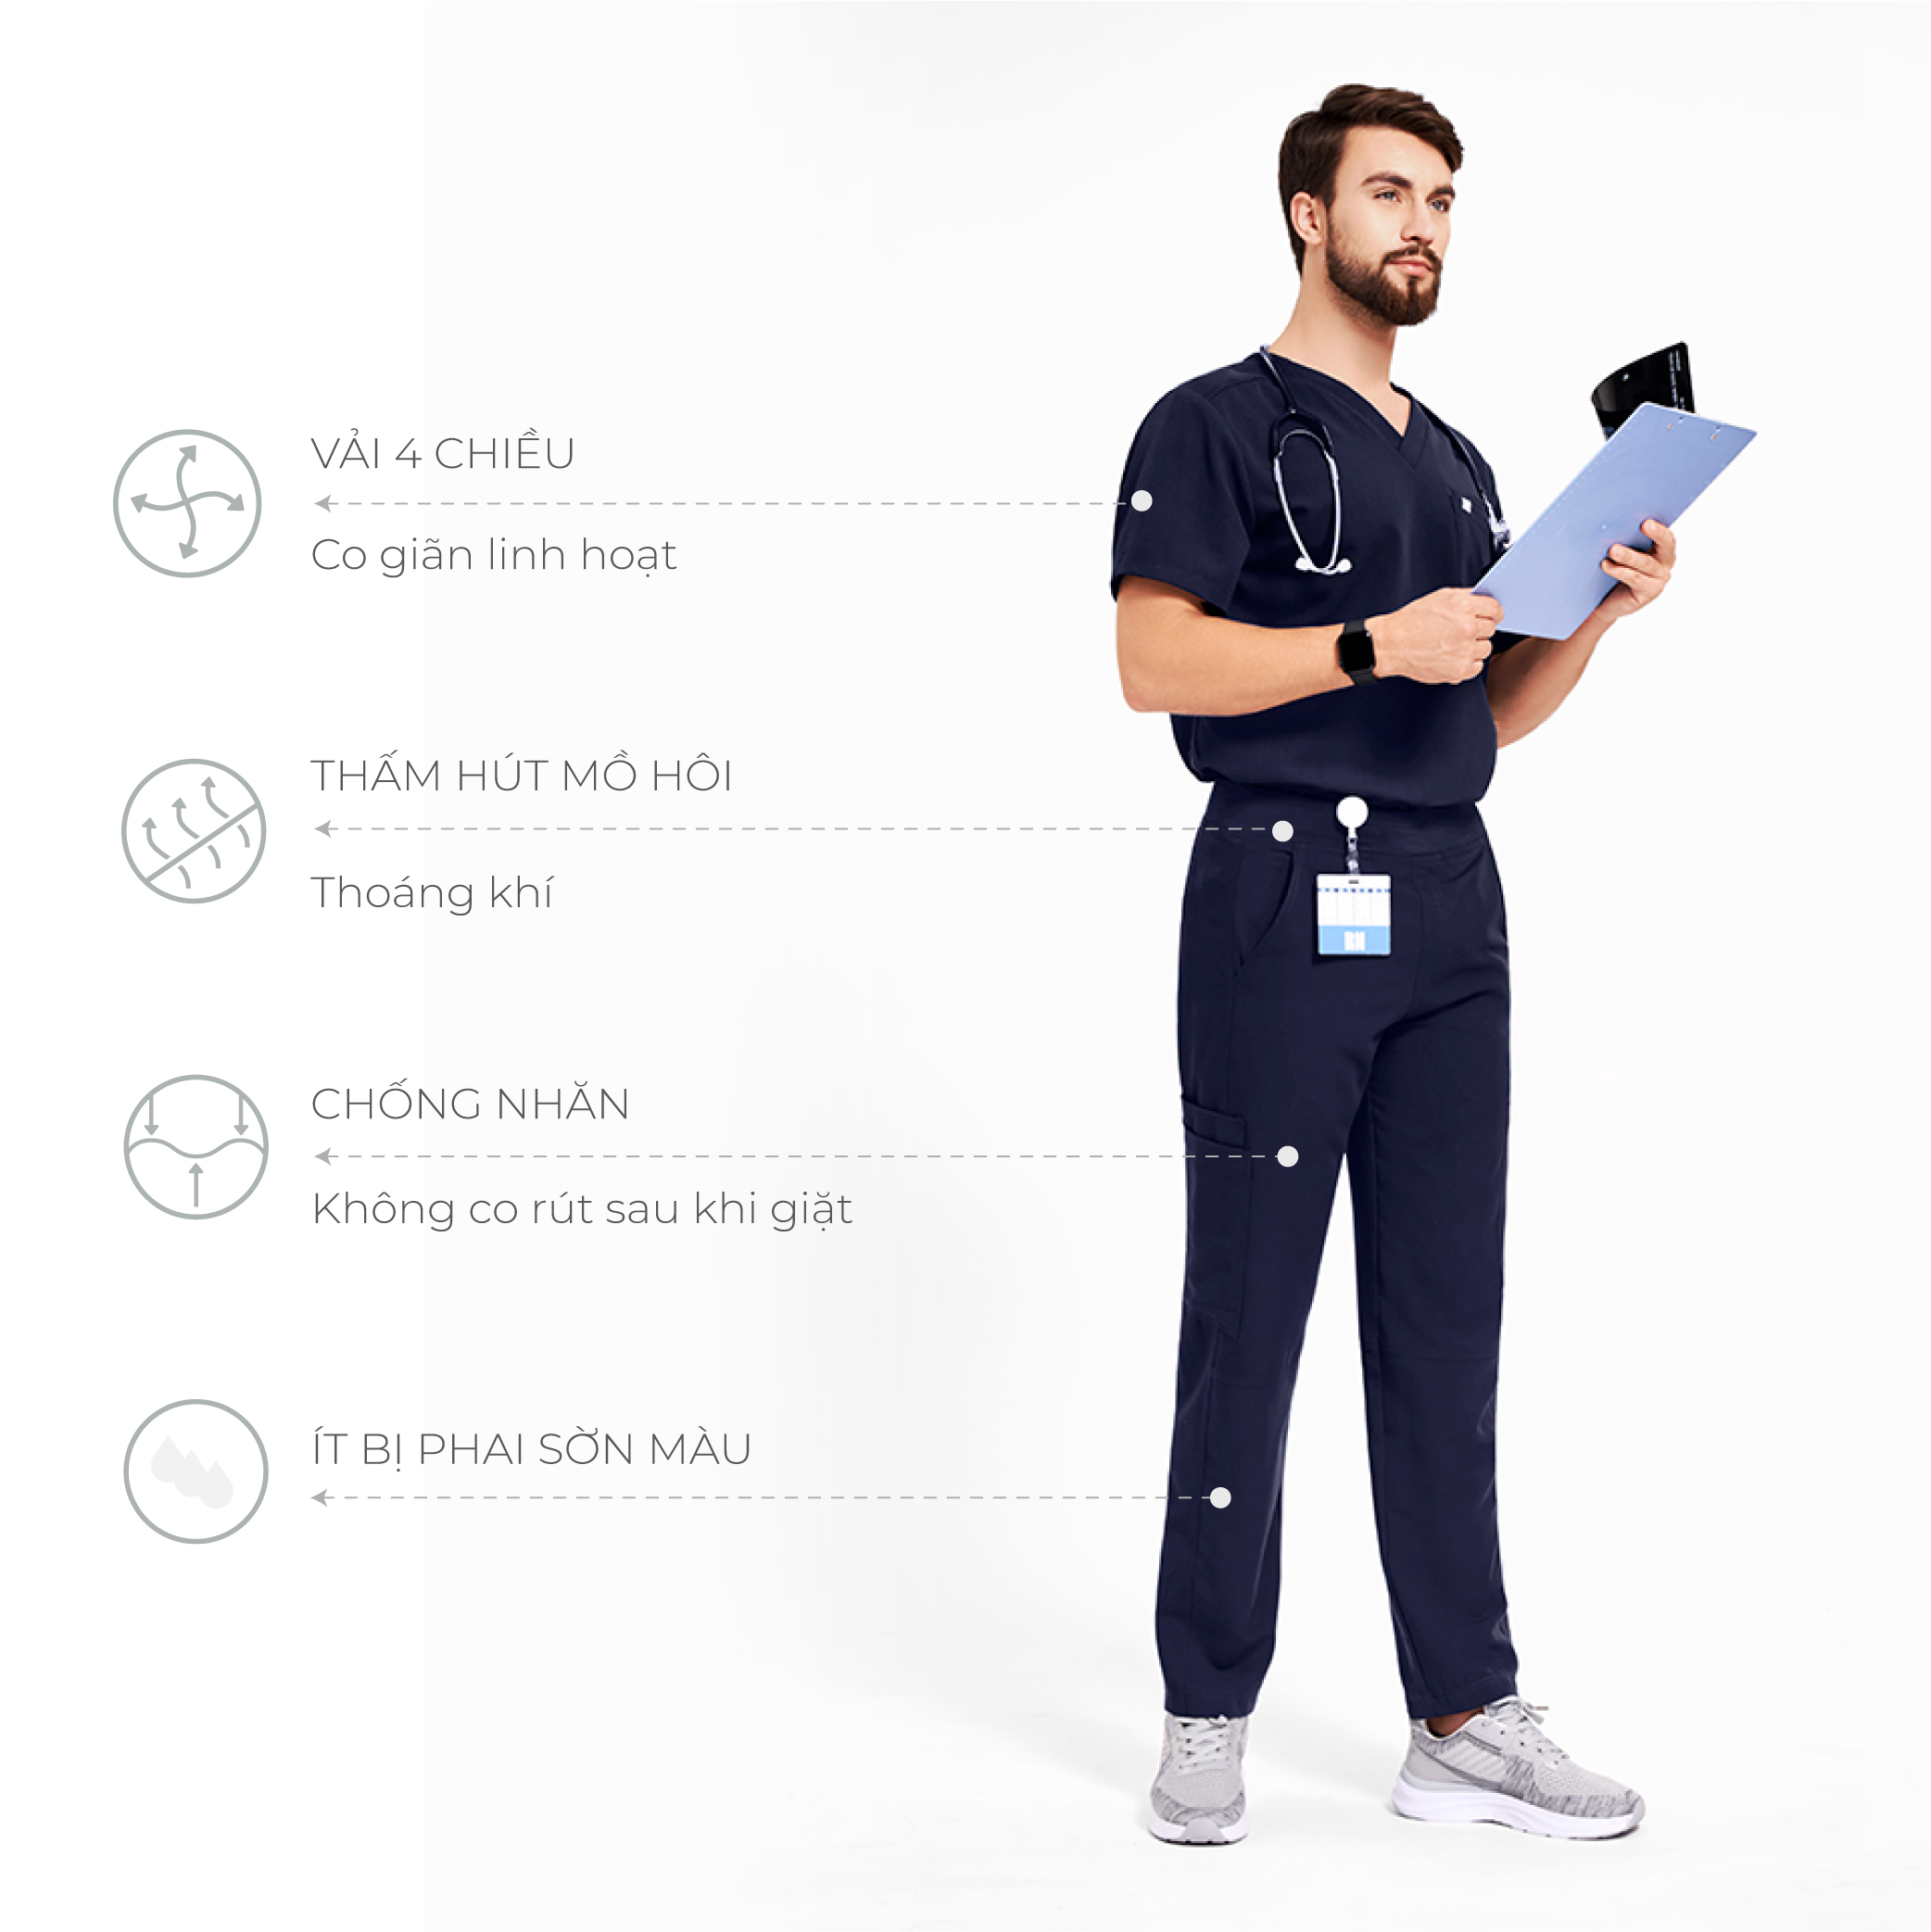 VẢI 4 CHIỀU
Co giãn linh hoạt
THẤM HÚT MỒ HÔI
Thoáng khí
CHỐNG NHĂN
Không co rút sau khi giặt
ÍT BỊ PHAI SỜN MÀU
RN